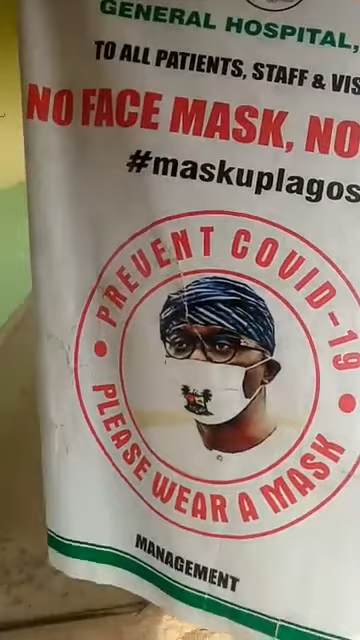 GENERAL HOSPITAL,
TO ALL PATIENTS, STAFF & VIS
NO FACE MASK, NO
#maskuplagos
PREVENT COVID-19
PLEASE WEAR A MASK
MANAGEMENT